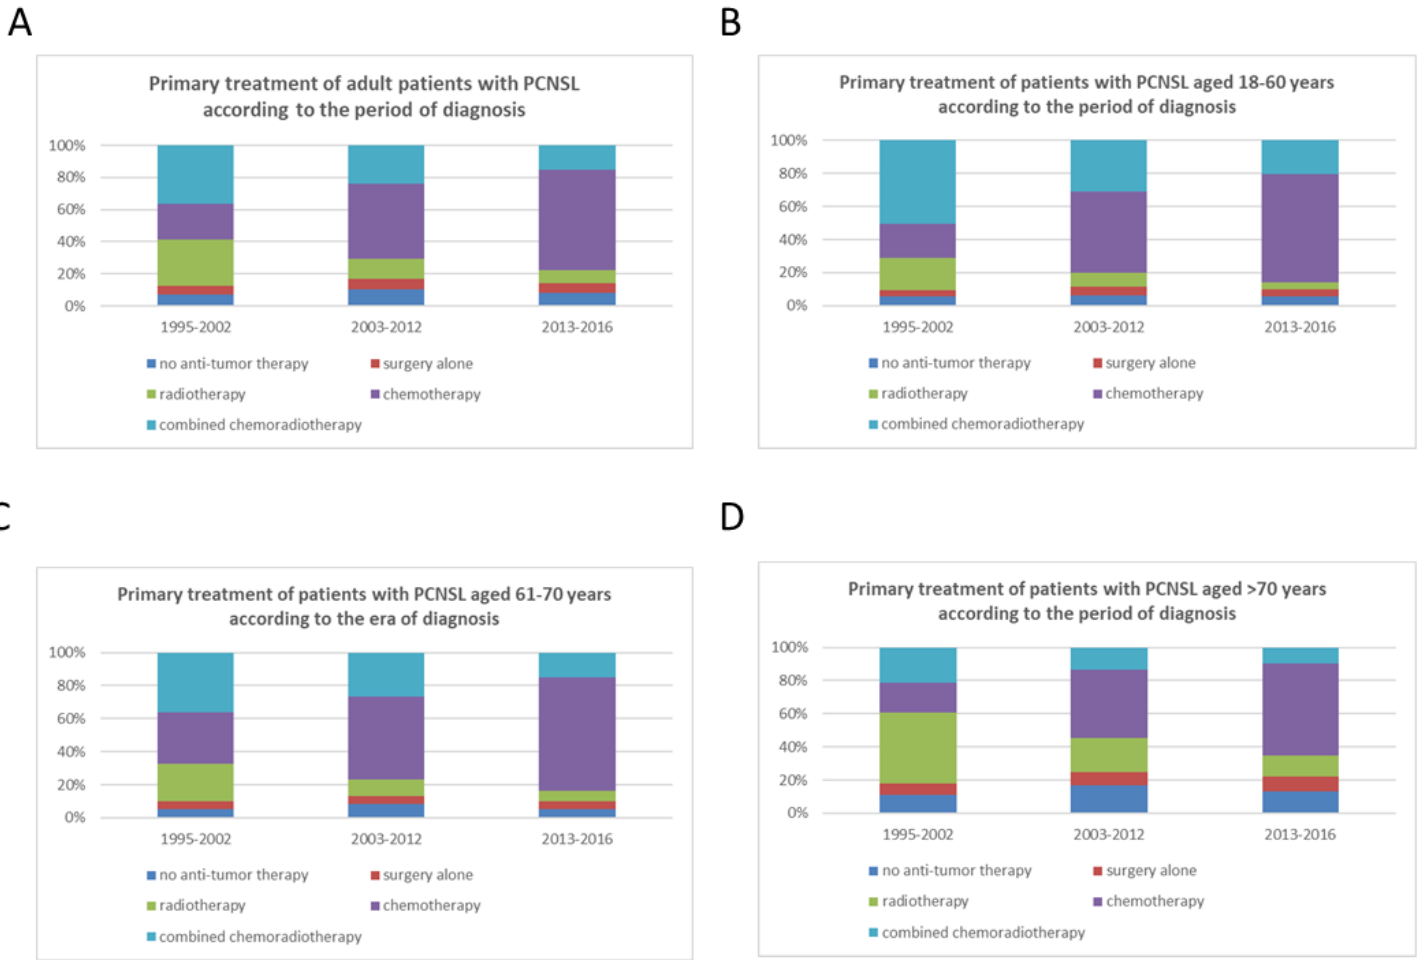 A
Primary treatment of adult patients with PCNSL
according to the period of diagnosis
100%
80%
60%
40%
20%
0%
1995-2002 2003-2012 2013-2016
no anti-tumor therapy surgery alone
radiotherapy chemotherapy
combined chemoradiotherapy
B
Primary treatment of patients with PCNSL aged 18-60 years
according to the period of diagnosis
100%
80%
60%
40%
20%
0%
1995-2002 2003-2012 2013-2016
no anti-tumor therapy surgery alone
radiotherapy chemotherapy
combined chemoradiotherapy
C
Primary treatment of patients with PCNSL aged 61-70 years
according to the era of diagnosis
100%
80%
60%
40%
20%
0%
1995-2002 2003-2012 2013-2016
no anti-tumor therapy surgery alone
radiotherapy chemotherapy
combined chemoradiotherapy
D
Primary treatment of patients with PCNSL aged >70 years
according to the period of diagnosis
100%
80%
60%
40%
20%
0%
1995-2002 2003-2012 2013-2016
no anti-tumor therapy surgery alone
radiotherapy chemotherapy
combined chemoradiotherapy